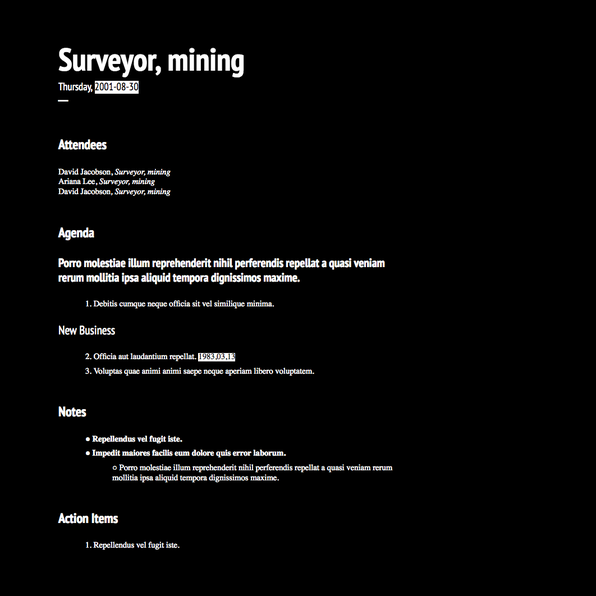 Surveyor, mining
Thursday, 2001-08-30
Attendees
David Jacobson, Surveyor, mining
Ariana Lee, Surveyor, mining
David Jacobson, Surveyor, mining
Agenda
Porro molestiae illum reprehenderit nihil perferendis repellat a quasi veniam
rerum mollitia ipsa aliquid tempora dignissimos maxime.
1. Debitis cumque neque officia sit vel similique minima.
New Business
2. Officia aut laudantium repellat. 1983.03.13
3. Voluptas quae animi animi saepe neque aperiam libero voluptatem.
Notes
● Repellendus vel fugit iste.
● Impedit maiores facilis eum dolore quis error laborum.
○ Porro molestiae illum reprehenderit nihil perferendis repellat a quasi veniam rerum
mollitia ipsa aliquid tempora dignissimos maxime.
Action Items
1. Repellendus vel fugit iste.